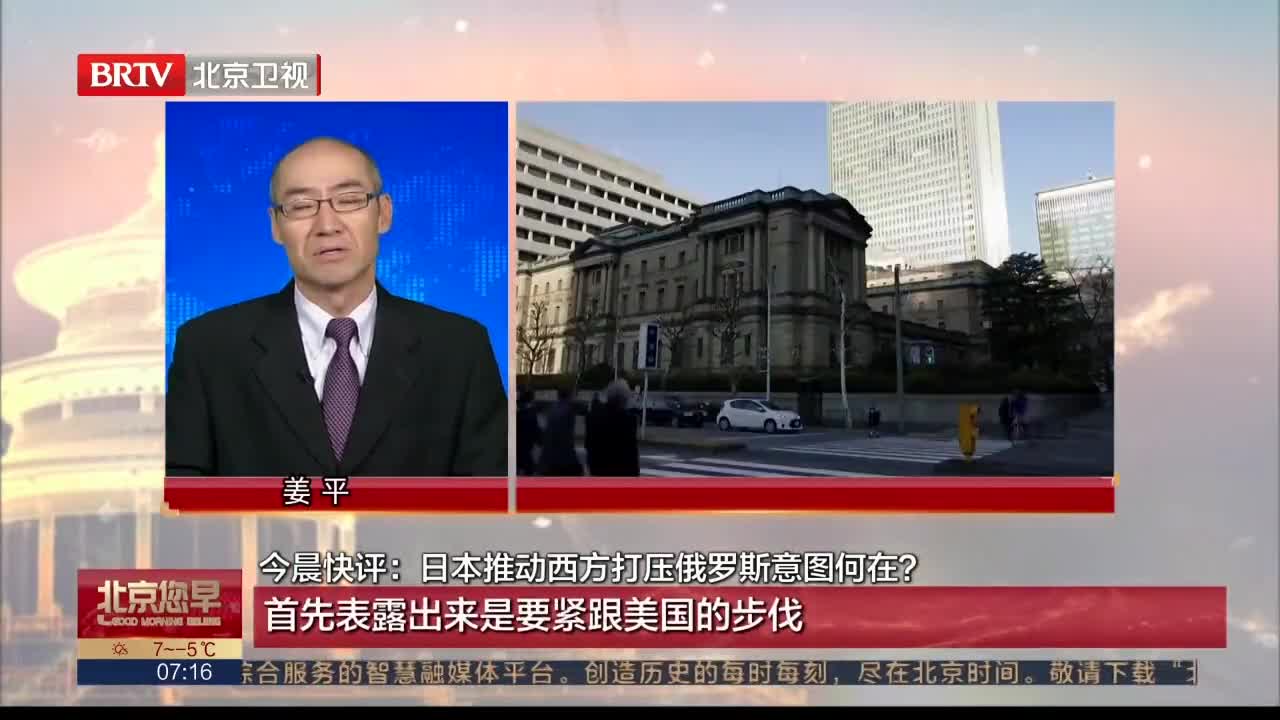 BRTV 北京卫视
姜 平
今晨快评：日本推动西方打压俄罗斯意图何在？
北京您早
GOOD MORNING BEIJING
首先表露出来是要紧跟美国的步伐
7~-5℃
07:16
综合服务的智慧融媒体平台。创造历史的每时每刻，尽在北京时间。敬请下载“北